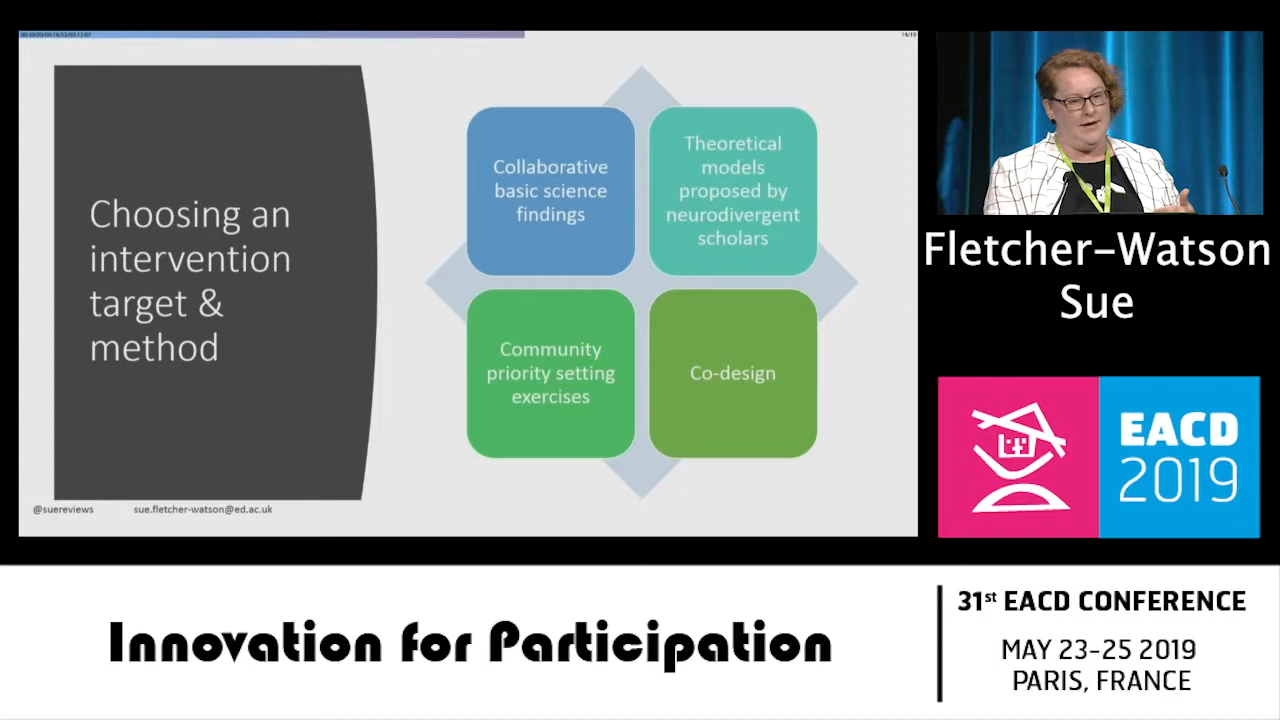 14/19
Choosing an
intervention
target &
method
Collaborative
basic science
findings
Theoretical
models
proposed by
neurodivergent
scholars
Community
priority setting
exercises
Co-design
@suereviews sue.fletcher-watson@ed.ac.uk
Fletcher-Watson
Sue
EACD
2019
Innovation for Participation
31st EACD CONFERENCE
MAY 23-25 2019
PARIS, FRANCE